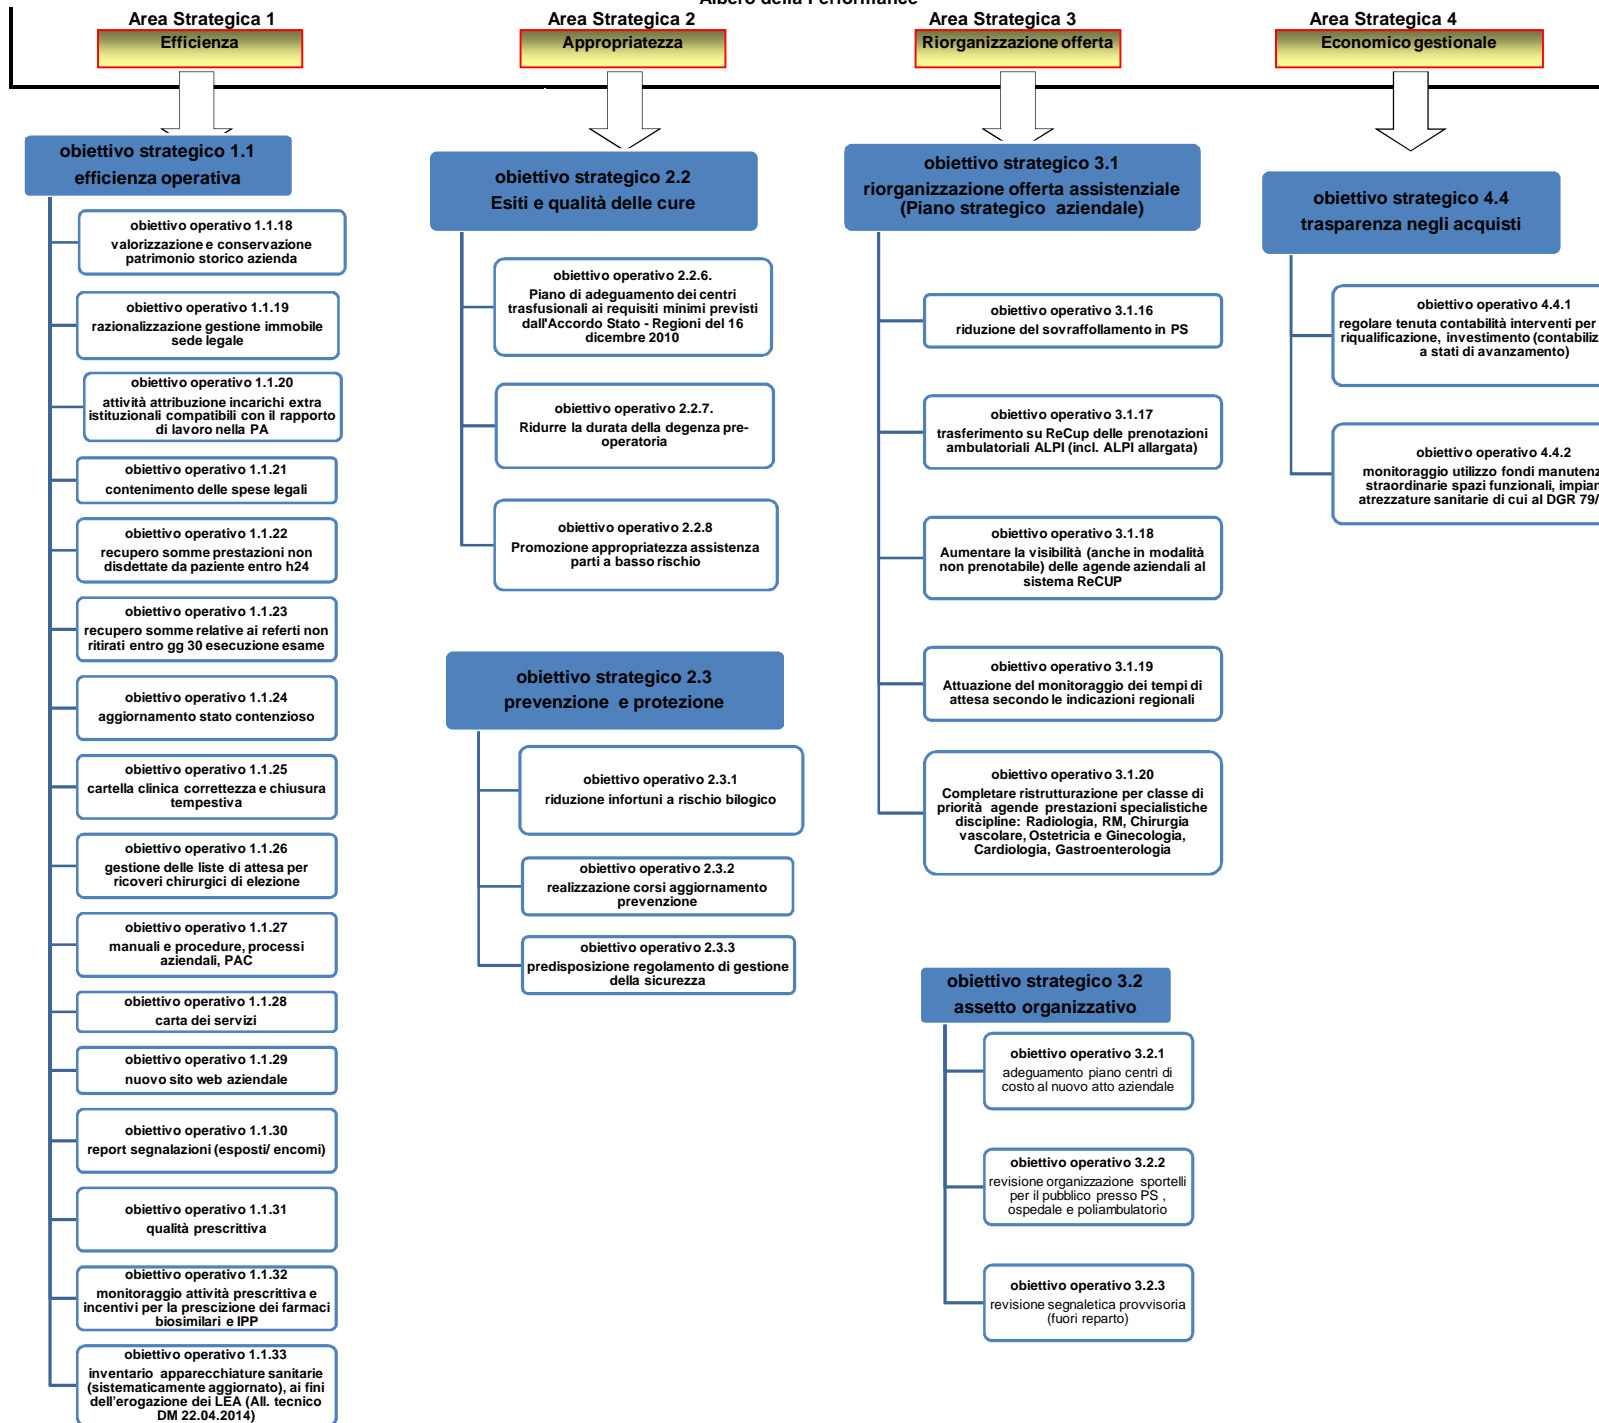 Albero della Performance
Area Strategica 1
Efficienza
Area Strategica 2
Appropriatezza
Area Strategica 3
Riorganizzazione offerta
Area Strategica 4
Economico gestionale
obiettivo strategico 1.1
efficienza operativa
obiettivo operativo 1.1.18
valorizzazione e conservazione
patrimonio storico azienda
obiettivo operativo 1.1.19
razionalizzazione gestione immobile
sede legale
obiettivo operativo 1.1.20
attività attribuzione incarichi extra
istituzionali compatibili con il rapporto
di lavoro nella PA
obiettivo operativo 1.1.21
contenimento delle spese legali
obiettivo operativo 1.1.22
recupero somme prestazioni non
disdettate da paziente entro h24
obiettivo operativo 1.1.23
recupero somme relative ai referti non
ritirati entro gg 30 esecuzione esame
obiettivo operativo 1.1.24
aggiornamento stato contenzioso
obiettivo operativo 1.1.25
cartella clinica correttezza e chiusura
tempestiva
obiettivo operativo 1.1.26
gestione delle liste di attesa per
ricoveri chirurgici di elezione
obiettivo operativo 1.1.27
manuali e procedure, processi
aziendali, PAC
obiettivo operativo 1.1.28
carta dei servizi
obiettivo operativo 1.1.29
nuovo sito web aziendale
obiettivo operativo 1.1.30
report segnalazioni (esposti/ encomi)
obiettivo operativo 1.1.31
qualità prescrittiva
obiettivo operativo 1.1.32
monitoraggio attività prescrittiva e
incentivi per la prescizione dei farmaci
biosimilari e IPP
obiettivo operativo 1.1.33
inventario apparecchiature sanitarie
(sistematicamente aggiornato), ai fini
dell'erogazione dei LEA (All. tecnico
DM 22.04.2014)
obiettivo strategico 2.2
Esiti e qualità delle cure
obiettivo operativo 2.2.6.
Piano di adeguamento dei centri
trasfusionali ai requisiti minimi previsti
dall'Accordo Stato - Regioni del 16
dicembre 2010
obiettivo operativo 2.2.7.
Ridurre la durata della degenza pre-
operatoria
obiettivo operativo 2.2.8
Promozione appropriatezza assistenza
parti a basso rischio
obiettivo strategico 2.3
prevenzione e protezione
obiettivo operativo 2.3.1
riduzione infortuni a rischio bilogico
obiettivo operativo 2.3.2
realizzazione corsi aggiornamento
prevenzione
obiettivo operativo 2.3.3
predisposizione regolamento di gestione
della sicurezza
obiettivo strategico 3.1
riorganizzazione offerta assistenziale
(Piano strategico aziendale)
obiettivo operativo 3.1.16
riduzione del sovraffollamento in PS
obiettivo operativo 3.1.17
trasferimento su ReCup delle prenotazioni
ambulatoriali ALPI (incl. ALPI allargata)
obiettivo operativo 3.1.18
Aumentare la visibilità (anche in modalità
non prenotabile) delle agende aziendali al
sistema ReCUP
obiettivo operativo 3.1.19
Attuazione del monitoraggio dei tempi di
attesa secondo le indicazioni regionali
obiettivo operativo 3.1.20
Completare ristrutturazione per classe di
priorità agende prestazioni specialistiche
discipline: Radiologia, RM, Chirurgia
vascolare, Ostetricia e Ginecologia,
Cardiologia, Gastroenterologia
obiettivo strategico 3.2
assetto organizzativo
obiettivo operativo 3.2.1
adeguamento piano centri di
costo al nuovo atto aziendale
obiettivo operativo 3.2.2
revisione organizzazione sportelli
per il pubblico presso PS ,
ospedale e poliambulatorio
obiettivo operativo 3.2.3
revisione segnaletica provvisoria
(fuori reparto)
obiettivo strategico 4.4
trasparenza negli acquisti
obiettivo operativo 4.4.1
regolare tenuta contabilità interventi per
riqualificazione, investimento (contabiliz
a stati di avanzamento)
obiettivo operativo 4.4.2
monitoraggio utilizzo fondi manutenz
straordinarie spazi funzionali, impian
atrezzature sanitarie di cui al DGR 79/